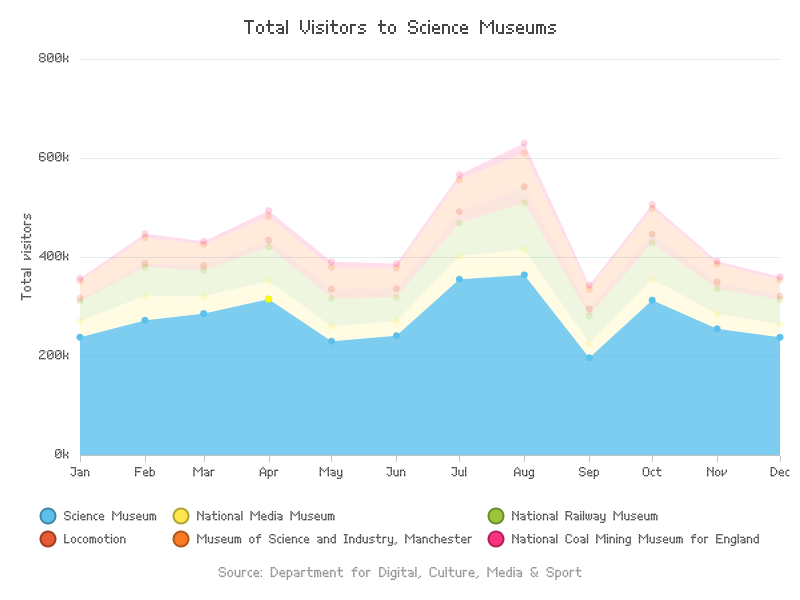 Total Visitors to Science Museums
800k
600k
400k
200k
0k
Total visitors
Jan Feb Mar Apr May Jun Jul Aug Sep Oct Nov Dec
Science Museum National Media Museum National Railway Museum
Locomotion Museum of Science and Industry, Manchester National Coal Mining Museum for England
Source: Department for Digital, Culture, Media & Sport